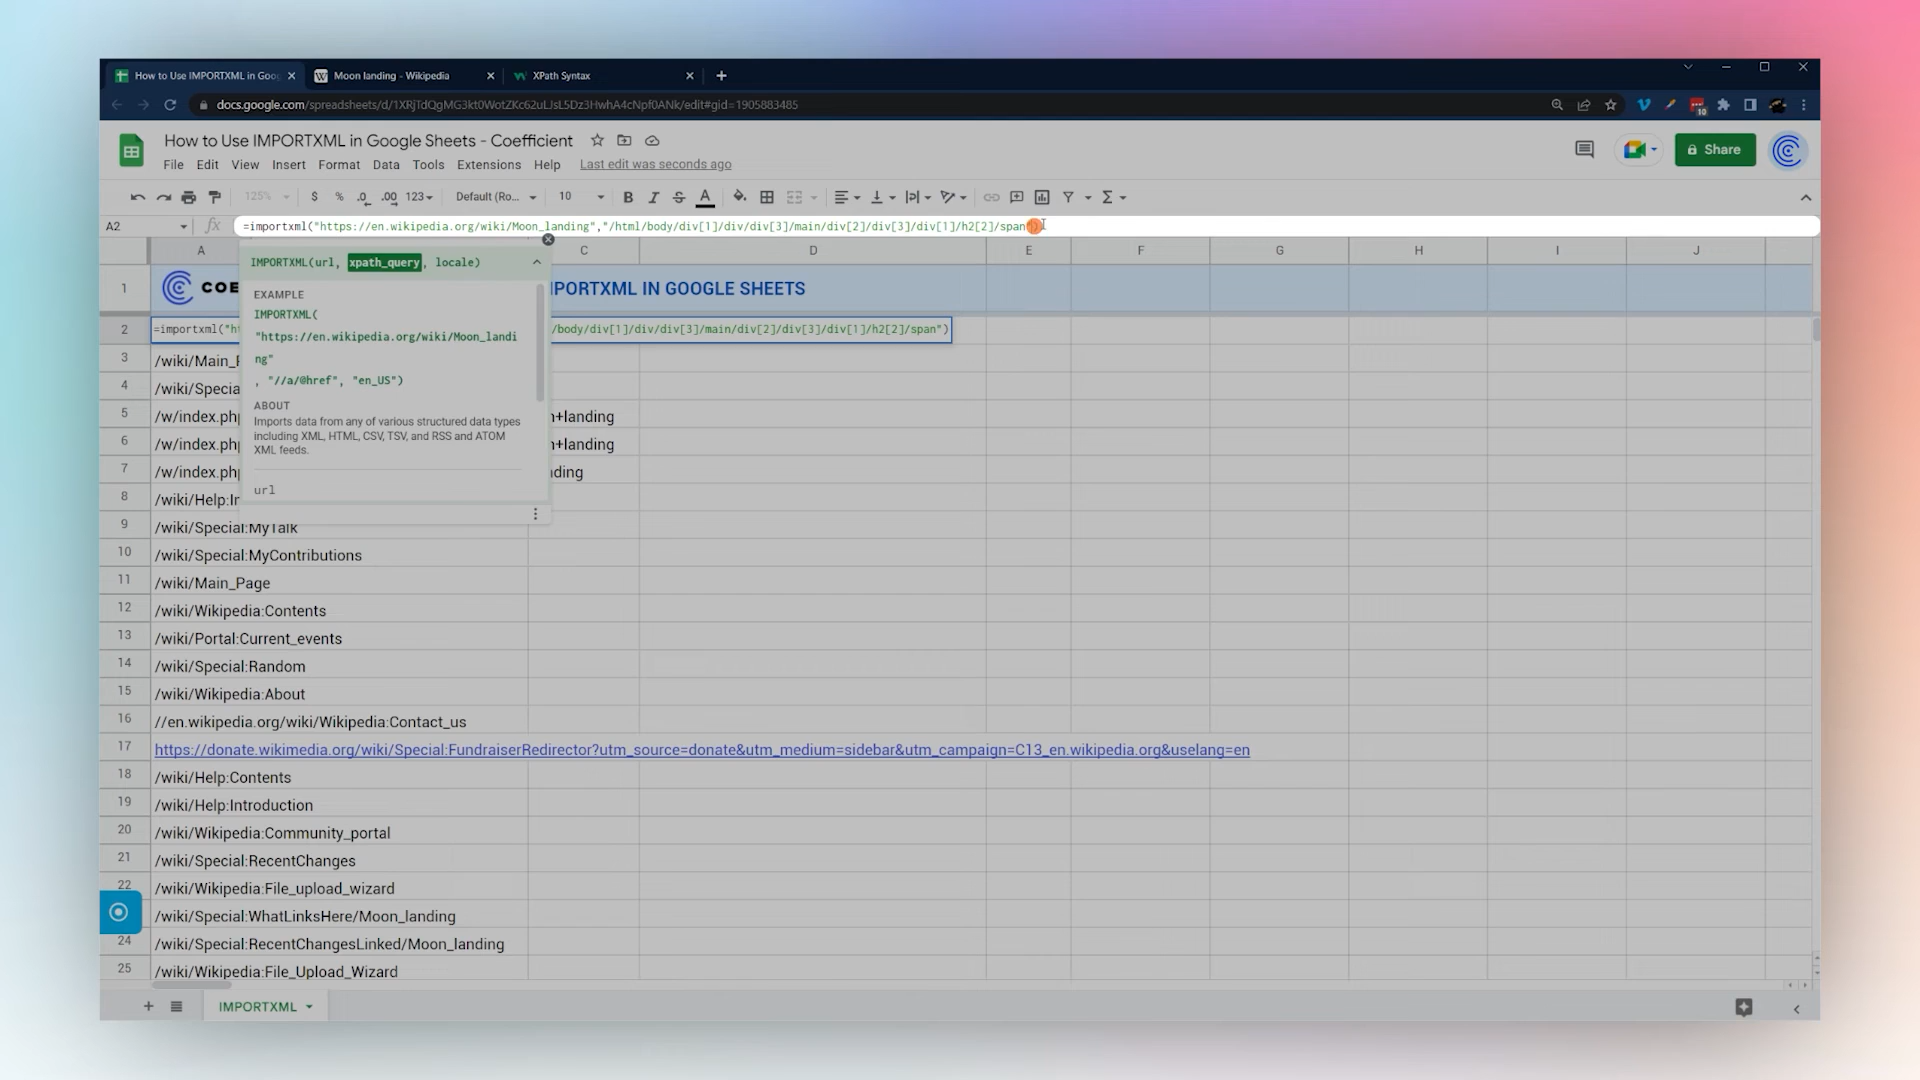 How to Use IMPORTXML in Goo
Moon landing - Wikipedia
XPath Syntax
docs.google.com/spreadsheets/d/1XRjTdQgMG3kt0WotZKc62uLJsL5Dz3HwhA4cNpf0ANk/edit#gid=1905883485
10
How to Use IMPORTXML in Google Sheets - Coefficient
File Edit View Insert Format Data Tools Extensions Help Last edit was seconds ago
Share
125% $ % .0 .00 123 Default (Ro... 10 B I S A
A2 fx =importxml("https://en.wikipedia.org/wiki/Moon_landing","/html/body/div[1]/div/div[3]/main/div[2]/div[3]/div[1]/h2[2]/span")
A C D E F G H I J
1 COE PORTXML IN GOOGLE SHEETS
2 =importxml("h /body/div[1]/div/div[3]/main/div[2]/div[3]/div[1]/h2[2]/span")
IMPORTXML(url, xpath_query, locale)
EXAMPLE
IMPORTXML(
"https://en.wikipedia.org/wiki/Moon_landi
ng"
, "//a/@href", "en_US")
ABOUT
Imports data from any of various structured data types
including XML, HTML, CSV, TSV, and RSS and ATOM
XML feeds.
url
3 /wiki/Main_
4 /wiki/Specia
5 /w/index.php n+landing
6 /w/index.php n+landing
7 /w/index.php nding
8 /wiki/Help:In
9 /wiki/Special:MyTalk
10 /wiki/Special:MyContributions
11 /wiki/Main_Page
12 /wiki/Wikipedia:Contents
13 /wiki/Portal:Current_events
14 /wiki/Special:Random
15 /wiki/Wikipedia:About
16 //en.wikipedia.org/wiki/Wikipedia:Contact_us
17 https://donate.wikimedia.org/wiki/Special:FundraiserRedirector?utm_source=donate&utm_medium=sidebar&utm_campaign=C13_en.wikipedia.org&uselang=en
18 /wiki/Help:Contents
19 /wiki/Help:Introduction
20 /wiki/Wikipedia:Community_portal
21 /wiki/Special:RecentChanges
22 /wiki/Wikipedia:File_upload_wizard
/wiki/Special:WhatLinksHere/Moon_landing
24 /wiki/Special:RecentChangesLinked/Moon_landing
25 /wiki/Wikipedia:File_Upload_Wizard
IMPORTXML